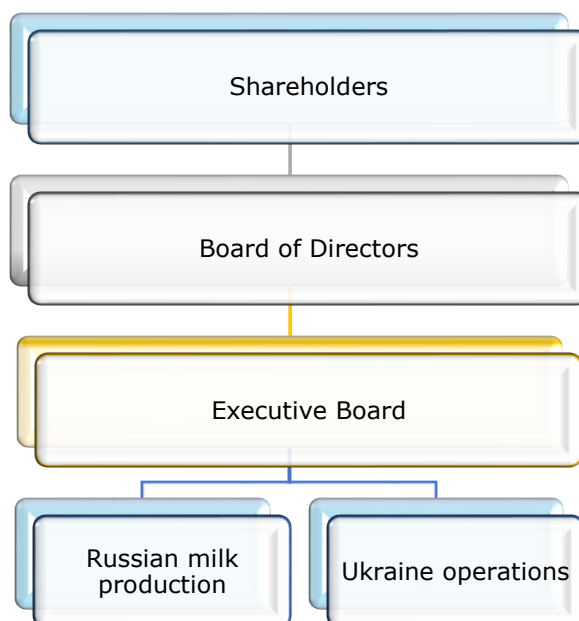 Shareholders
Board of Directors
Executive Board
Russian milk
production
Ukraine operations